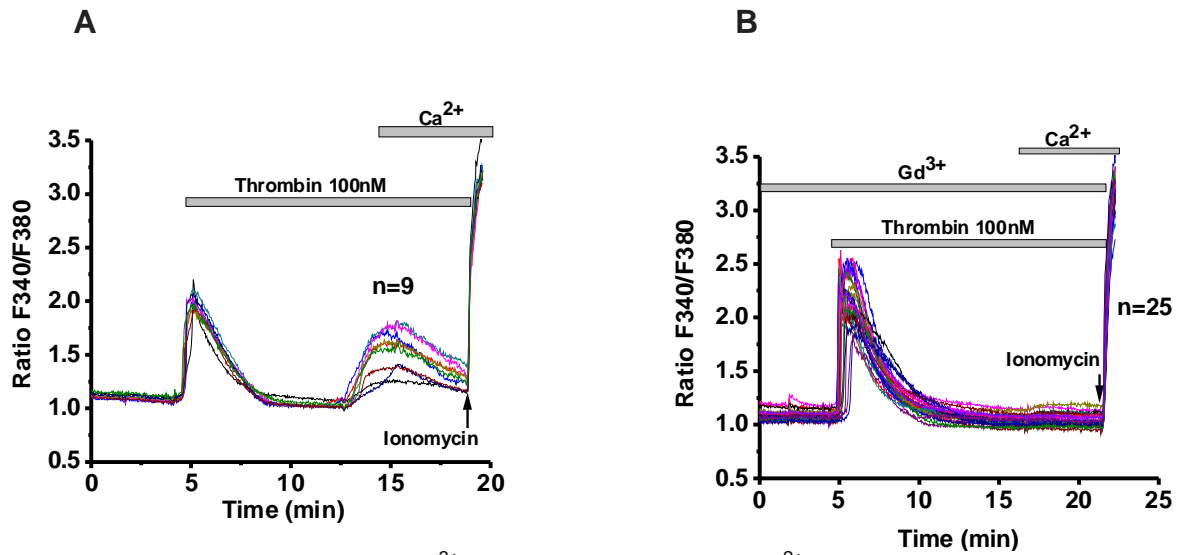 A
B
Ca2+
Thrombin 100nM
n=9
Ionomycin
Ratio F340/F380
3.5
3.0
2.5
2.0
1.5
1.0
0.5
0 5 10 15 20
Time (min)
Ca2+
Gd3+
Thrombin 100nM
n=25
Ionomycin
Ratio F340/F380
3.5
3.0
2.5
2.0
1.5
1.0
0.5
0 5 10 15 20 25
Time (min)
2+ 2+